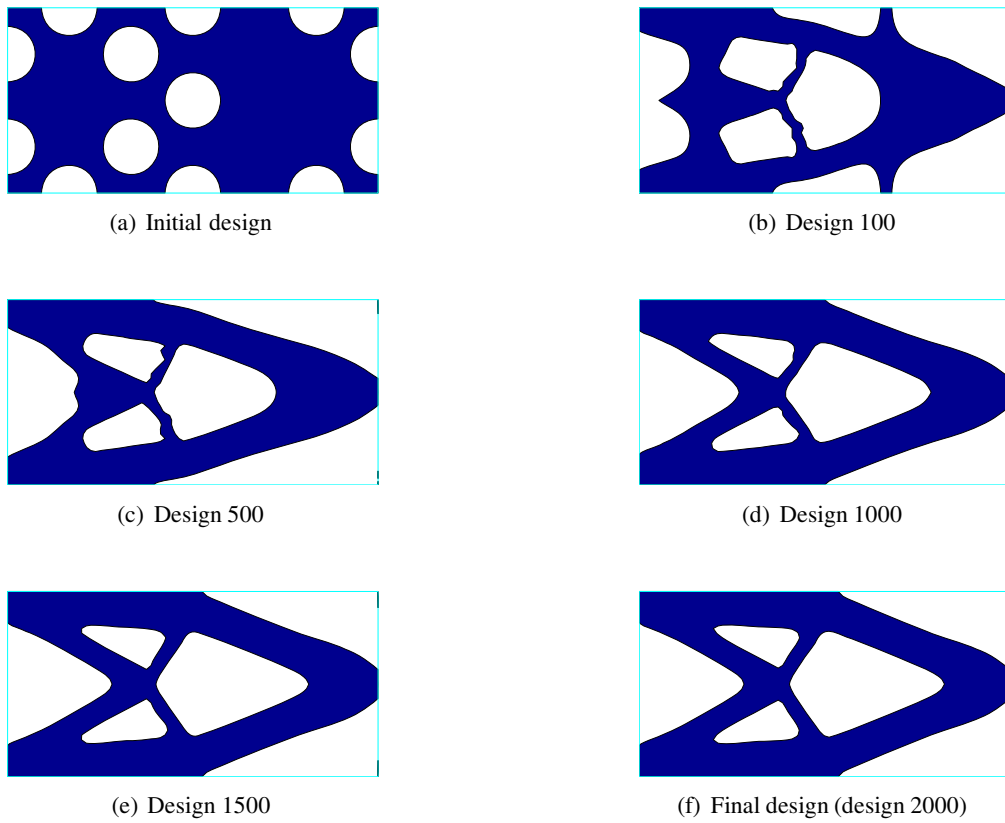 (a) Initial design
(b) Design 100
(c) Design 500
(d) Design 1000
(e) Design 1500
(f) Final design (design 2000)